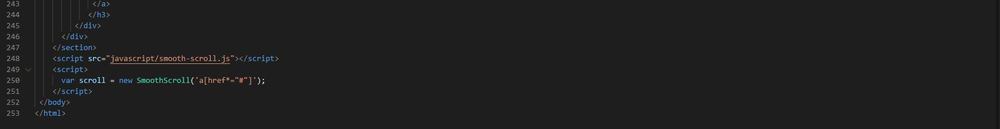 243 </a>
244 </h3>
245 </div>
246 </div>
247 </section>
248 <script src="javascript/smooth-scroll.js"></script>
249 <script>
250 var scroll = new SmoothScroll('a[href*="#"]');
251 </script>
252 </body>
253 </html>